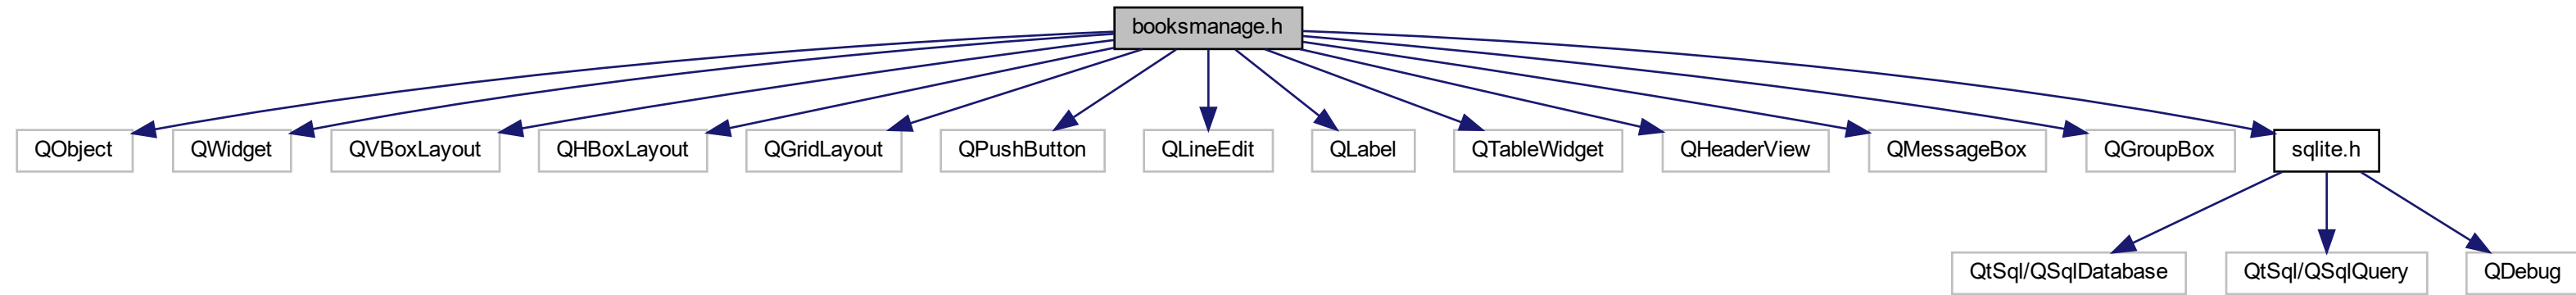 booksmanage.h
QObject
QWidget
QVBoxLayout
QHBoxLayout
QGridLayout
QPushButton
QLineEdit
QLabel
QTableWidget
QHeaderView
QMessageBox
QGroupBox
sqlite.h
QtSql/QSqlDatabase
QtSql/QSqlQuery
QDebug